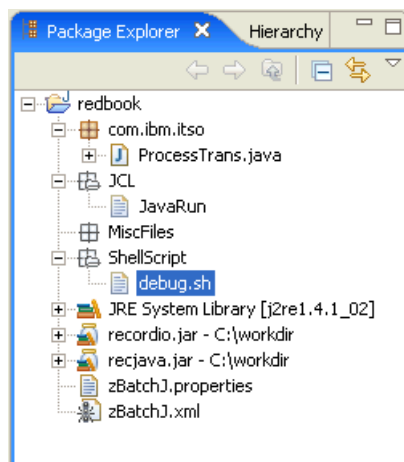 Package Explorer Hierarchy
redbook
com.ibm.itso
ProcessTrans.java
JCL
JavaRun
MiscFiles
ShellScript
debug.sh
JRE System Library [j2re1.4.1_02]
recordio.jar - C:\workdir
recjava.jar - C:\workdir
zBatchJ.properties
zBatchJ.xml